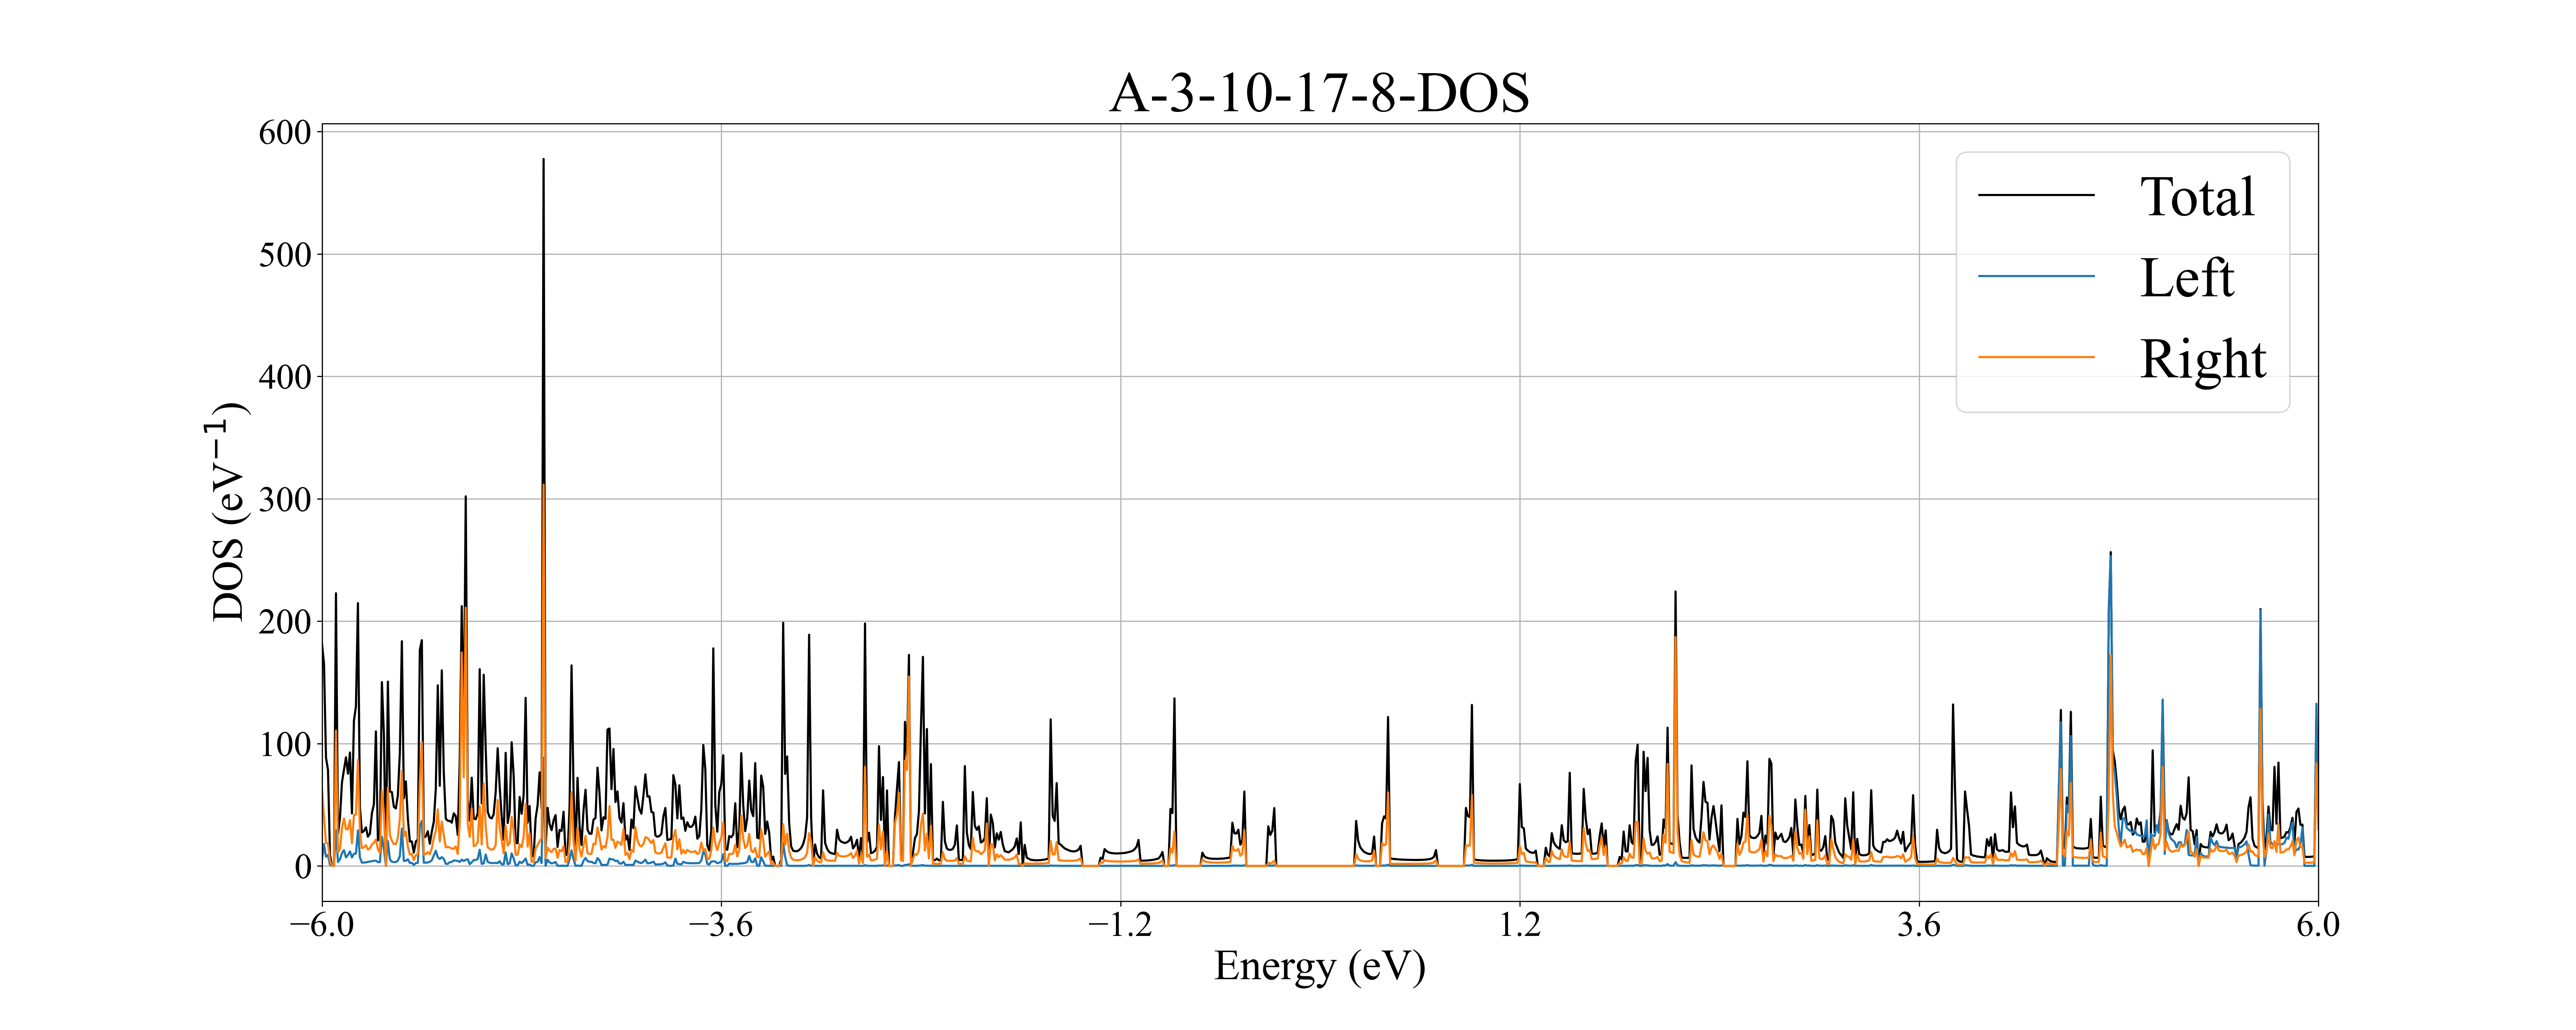 A-3-10-17-8-DOS
600
500
400
300
200
100
0
DOS (eV⁻¹)
−6.0 −3.6 −1.2 1.2 3.6 6.0
Energy (eV)
Total
Left
Right